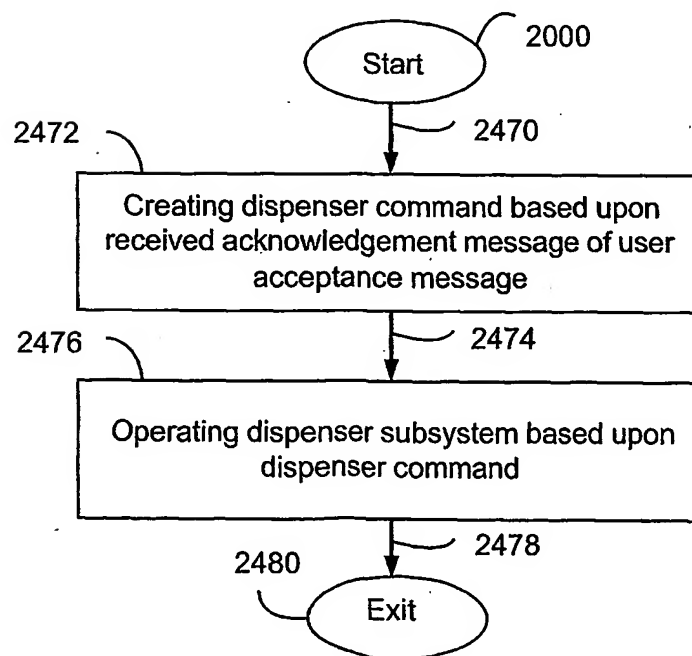 2000
Start
2470
2472
Creating dispenser command based upon
received acknowledgement message of user
acceptance message
2474
2476
Operating dispenser subsystem based upon
dispenser command
2478
2480
Exit